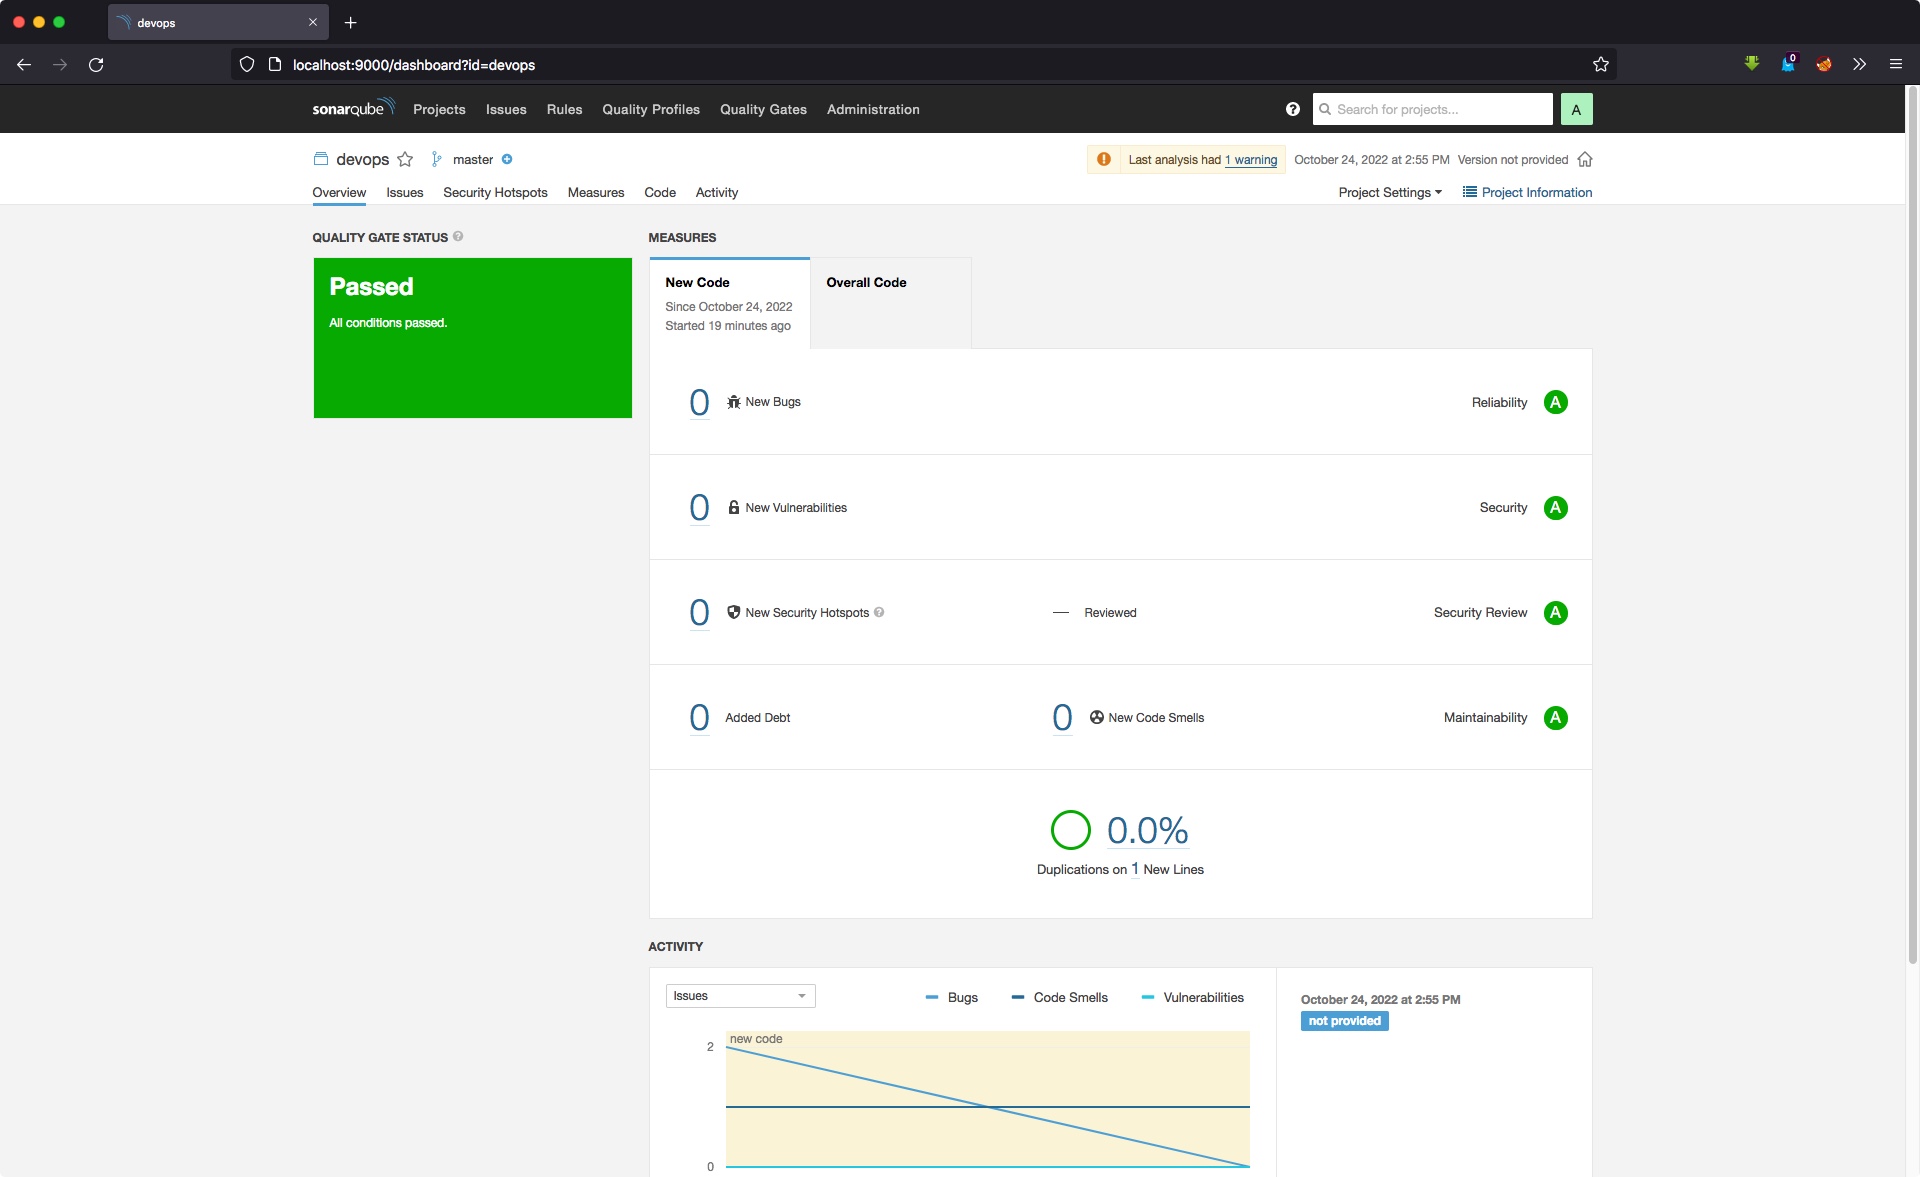 devops
localhost:9000/dashboard?id=devops
0
sonarqube Projects Issues Rules Quality Profiles Quality Gates Administration
Search for projects...
A
devops master
Last analysis had 1 warning October 24, 2022 at 2:55 PM Version not provided
Overview Issues Security Hotspots Measures Code Activity
Project Settings Project Information
QUALITY GATE STATUS
MEASURES
Passed
All conditions passed.
New Code
Since October 24, 2022
Started 19 minutes ago
Overall Code
0 New Bugs Reliability A
0 New Vulnerabilities Security A
0 New Security Hotspots — Reviewed Security Review A
0 Added Debt 0 New Code Smells Maintainability A
0.0%
Duplications on 1 New Lines
ACTIVITY
Issues Bugs Code Smells Vulnerabilities
October 24, 2022 at 2:55 PM
not provided
new code
2
0